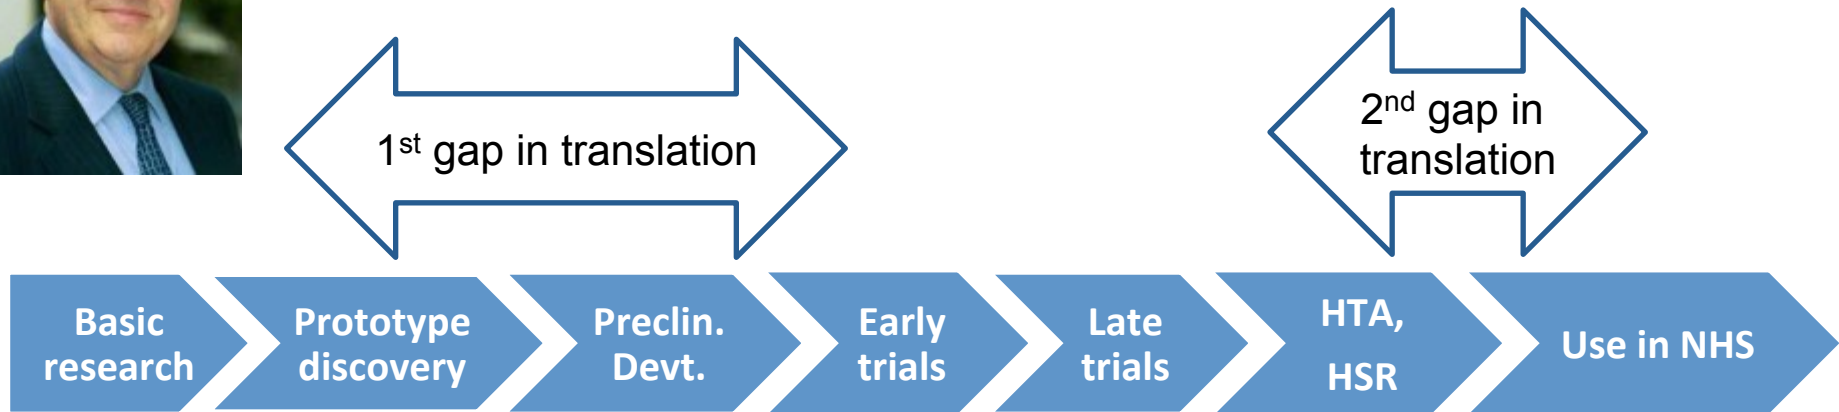 1st gap in translation
2nd gap in
translation
Basic
research
Prototype
discovery
Preclin.
Devt.
Early
trials
Late
trials
HTA,
HSR
Use in NHS